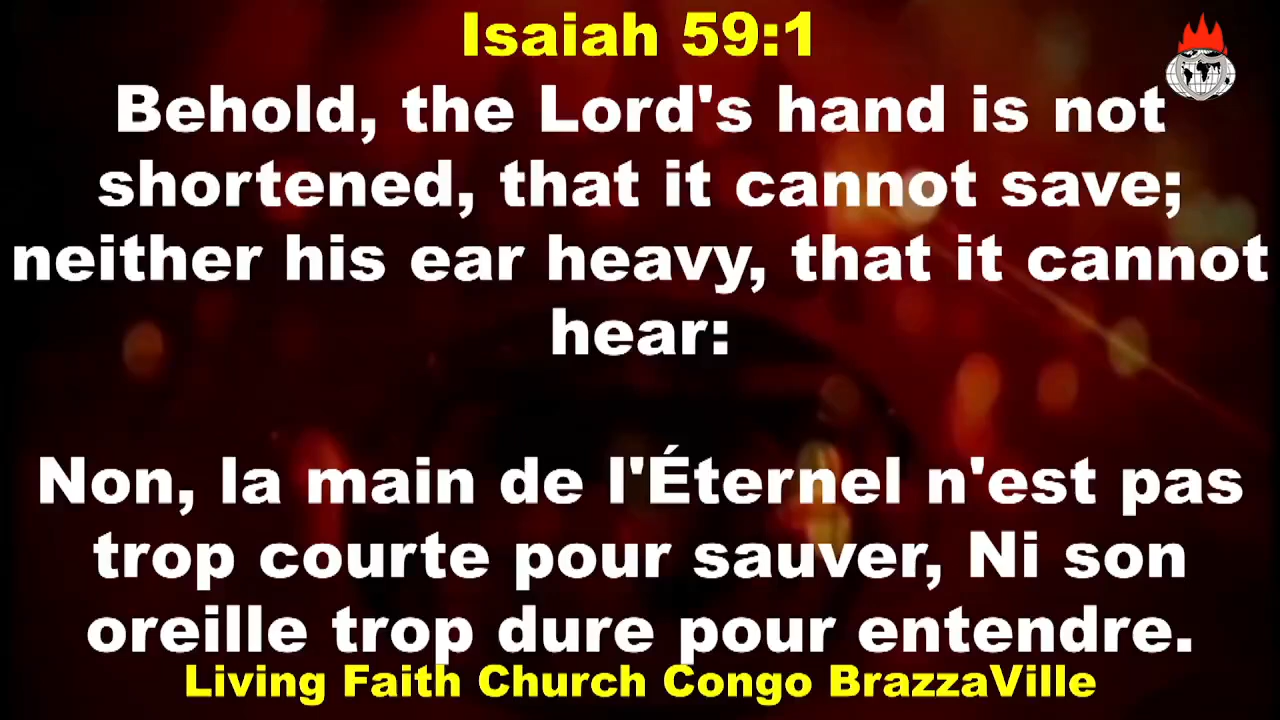 Isaiah 59:1
Behold, the Lord's hand is not
shortened, that it cannot save;
neither his ear heavy, that it cannot
hear:
Non, la main de l'Éternel n'est pas
trop courte pour sauver, Ni son
oreille trop dure pour entendre.
Living Faith Church Congo BrazzaVille